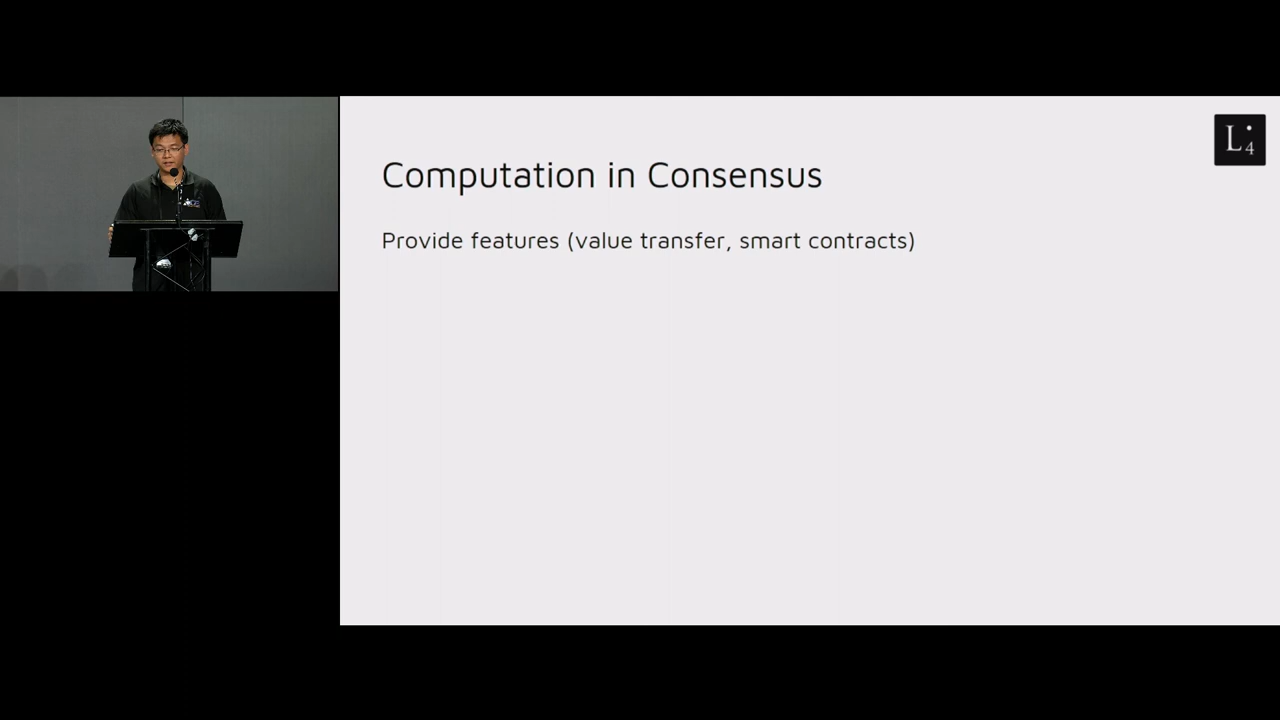 L4
Computation in Consensus
Provide features (value transfer, smart contracts)